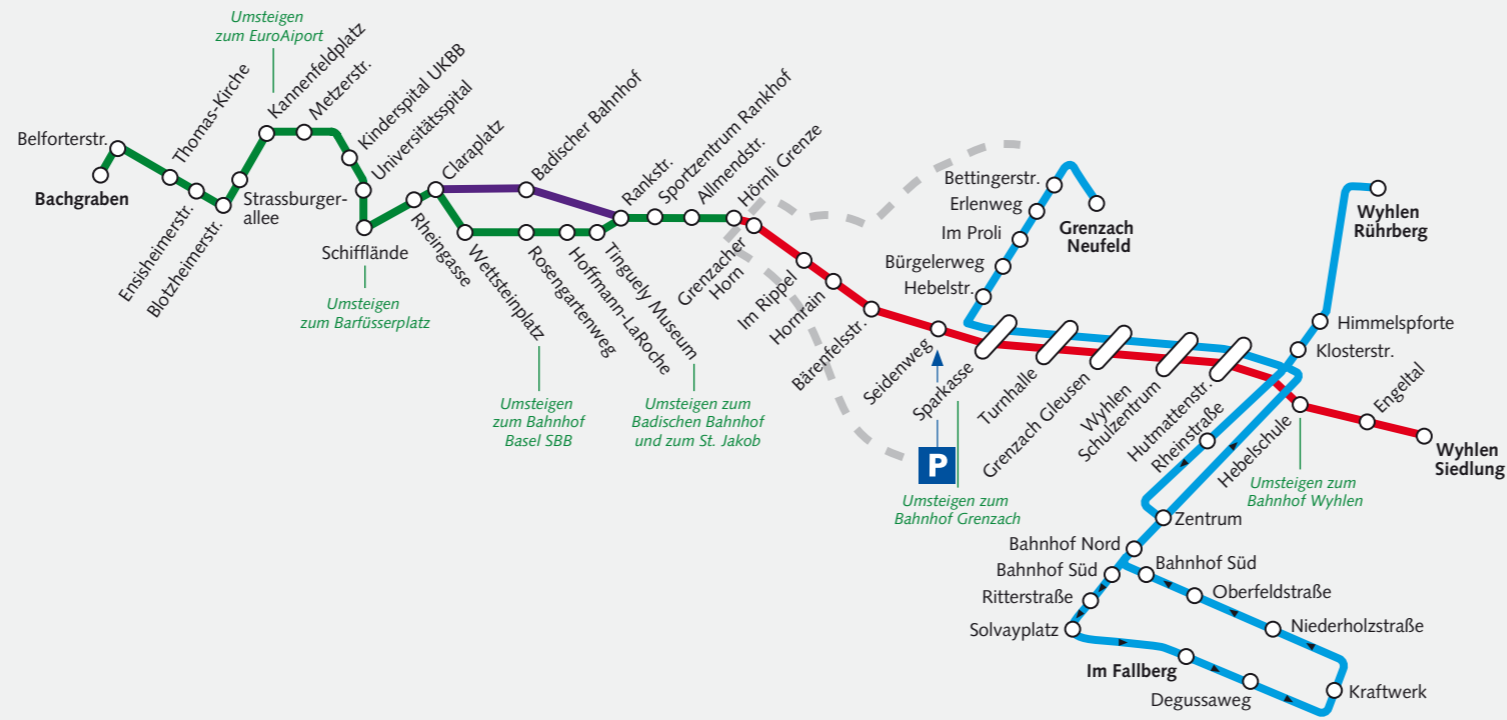 Umsteigen
zum EuroAiport
Belforterstr.
Bachgraben
Thomas-Kirche
Ensisheimerstr.
Blotzheimerstr.
Strassburger-
allee
Kannenfeldplatz
Metzerstr.
Kinderspital UKBB
Universitätsspital
Schifflände
Umsteigen
zum Barfüsserplatz
Rheingasse
Claraplatz
Wettsteinplatz
Umsteigen
zum Bahnhof
Basel SBB
Badischer Bahnhof
Rosengartenweg
Hoffmann-LaRoche
Tinguely Museum
Umsteigen zum
Badischen Bahnhof
und zum St. Jakob
Rankstr.
Sportzentrum Rankhof
Allmendstr.
Hörnli Grenze
Grenzacher
Horn
Im Rippel
Hornrain
Bärenfelsstr.
Seidenweg
Sparkasse
P
Umsteigen zum
Bahnhof Grenzach
Turnhalle
Grenzach Gleusen
Wyhlen
Schulzentrum
Hutmattenstr.
Rheinstraße
Hebelschule
Umsteigen zum
Bahnhof Wyhlen
Engeltal
Wyhlen
Siedlung
Bettingerstr.
Erlenweg
Im Proli
Bürgelerweg
Hebelstr.
Grenzach
Neufeld
Wyhlen
Rührberg
Himmelspforte
Klosterstr.
Zentrum
Bahnhof Nord
Bahnhof Süd
Ritterstraße
Solvayplatz
Bahnhof Süd
Oberfeldstraße
Niederholzstraße
Im Fallberg
Degussaweg
Kraftwerk